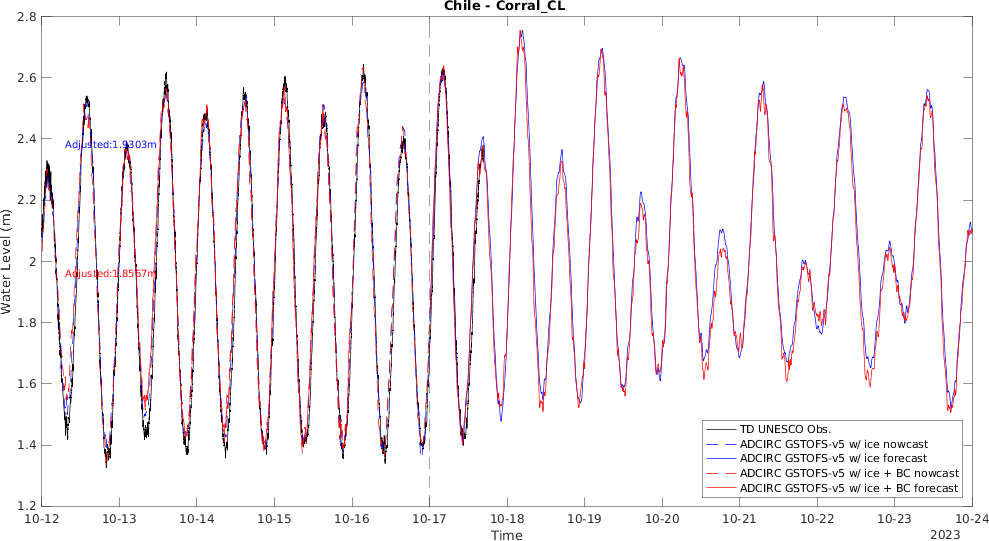 Chile - Corral_CL
2.8
2.6
2.4
2.2
2
1.8
1.6
1.4
1.2
Water Level (m)
Adjusted:1.9303m
Adjusted:1.8567m
TD UNESCO Obs.
ADCIRC GSTOFS-v5 w/ ice nowcast
ADCIRC GSTOFS-v5 w/ ice forecast
ADCIRC GSTOFS-v5 w/ ice + BC nowcast
ADCIRC GSTOFS-v5 w/ ice + BC forecast
10-12 10-13 10-14 10-15 10-16 10-17 10-18 10-19 10-20 10-21 10-22 10-23 10-24
Time
2023